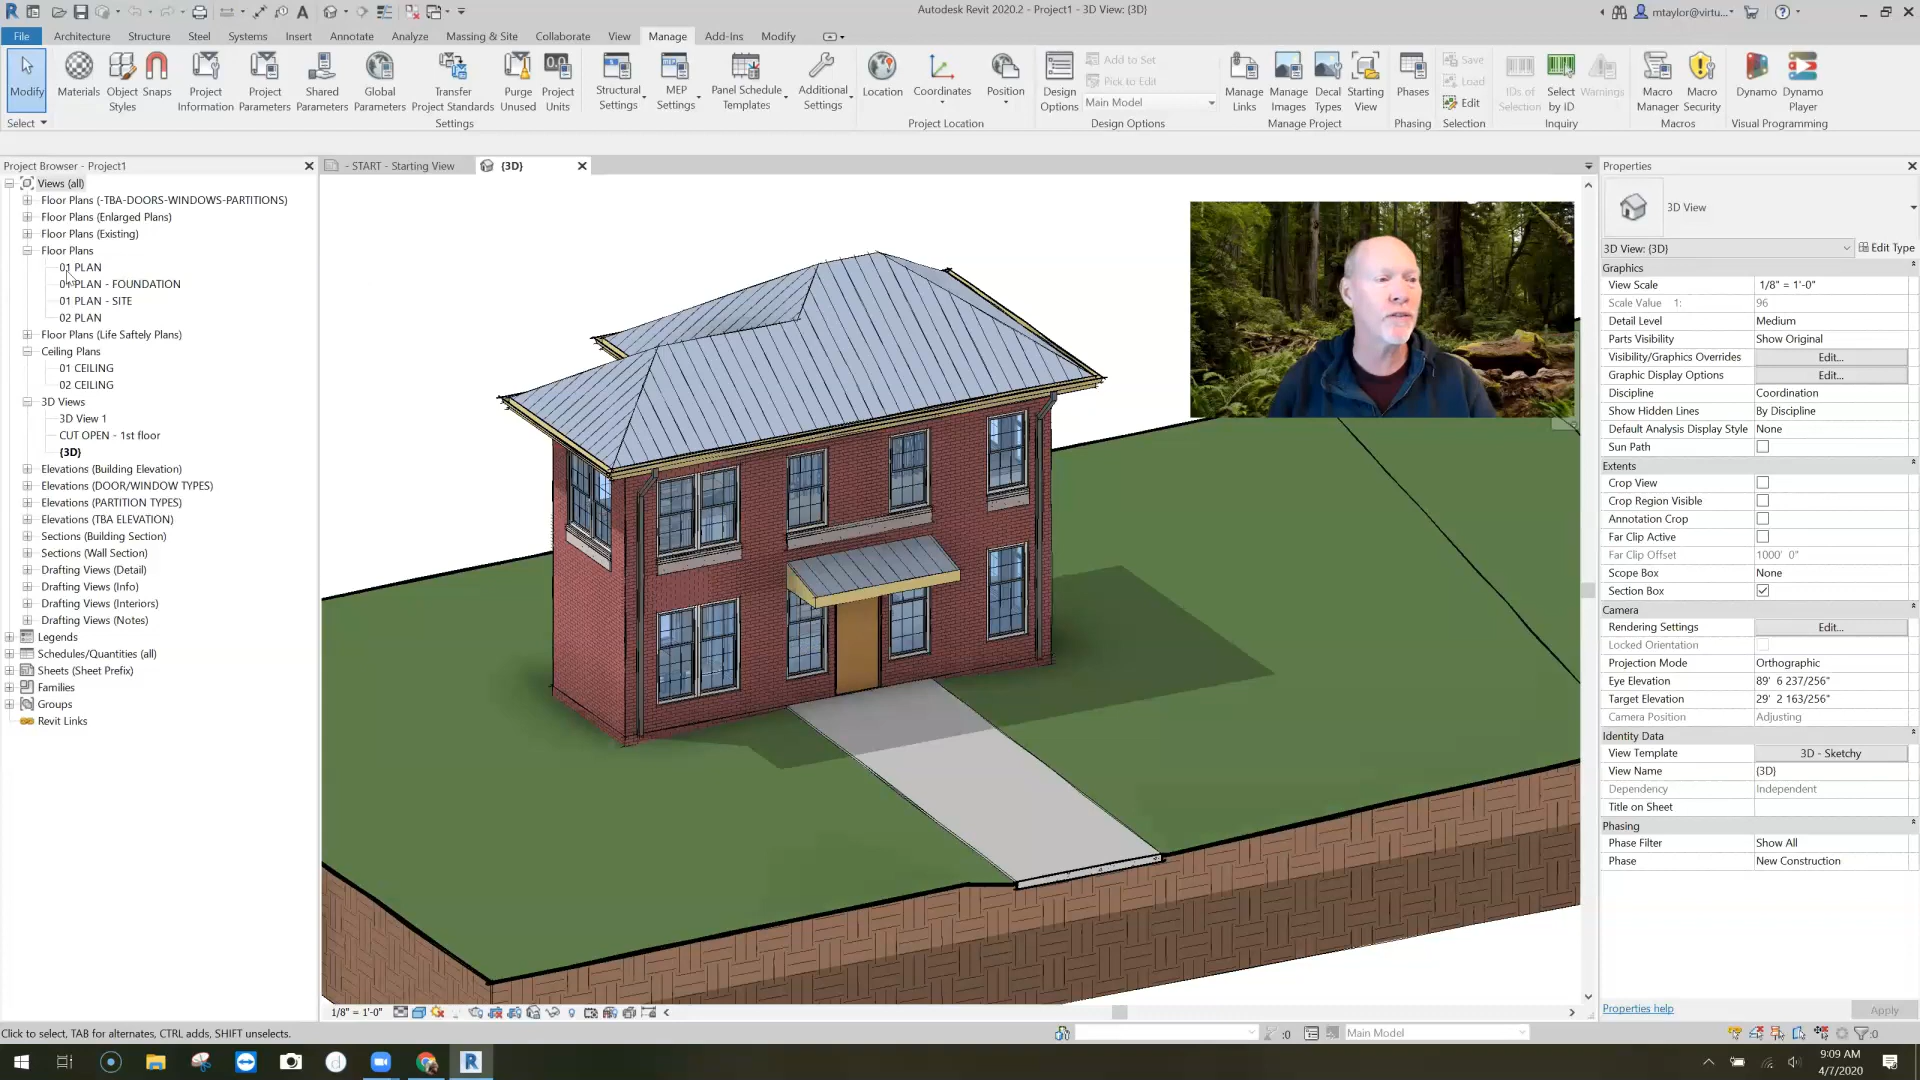 Autodesk Revit 2020.2 - Project1 - 3D View: {3D}
mtaylor@virtu...
File Architecture Structure Steel Systems Insert Annotate Analyze Massing & Site Collaborate View Manage Add-Ins Modify
Modify
Materials
Object Styles
Snaps
Project Information
Project Parameters
Shared Parameters
Global Parameters
Transfer Project Standards
Purge Unused
Project Units
Structural Settings
MEP Settings
Panel Schedule Templates
Additional Settings
Location
Coordinates
Position
Design Options
Add to Set
Pick to Edit
Main Model
Manage Links
Manage Images
Decal Types
Starting View
Phases
Save
Load
Edit
IDs of Selection
Select by ID
Warnings
Macro Manager
Macro Security
Dynamo
Dynamo Player
Select Settings Project Location Design Options Manage Project Phasing Selection Inquiry Macros Visual Programming
Project Browser - Project1
Views (all)
Floor Plans (-TBA-DOORS-WINDOWS-PARTITIONS)
Floor Plans (Enlarged Plans)
Floor Plans (Existing)
Floor Plans
01 PLAN
01 PLAN - FOUNDATION
01 PLAN - SITE
02 PLAN
Floor Plans (Life Saftely Plans)
Ceiling Plans
01 CEILING
02 CEILING
3D Views
3D View 1
CUT OPEN - 1st floor
{3D}
Elevations (Building Elevation)
Elevations (DOOR/WINDOW TYPES)
Elevations (PARTITION TYPES)
Elevations (TBA ELEVATION)
Sections (Building Section)
Sections (Wall Section)
Drafting Views (Detail)
Drafting Views (Info)
Drafting Views (Interiors)
Drafting Views (Notes)
Legends
Schedules/Quantities (all)
Sheets (Sheet Prefix)
Families
Groups
Revit Links
- START - Starting View
{3D}
Properties
3D View
3D View: {3D} Edit Type
Graphics
View Scale 1/8" = 1'-0"
Scale Value 1: 96
Detail Level Medium
Parts Visibility Show Original
Visibility/Graphics Overrides Edit...
Graphic Display Options Edit...
Discipline Coordination
Show Hidden Lines By Discipline
Default Analysis Display Style None
Sun Path
Extents
Crop View
Crop Region Visible
Annotation Crop
Far Clip Active
Far Clip Offset 1000' 0"
Scope Box None
Section Box
Camera
Rendering Settings Edit...
Locked Orientation
Projection Mode Orthographic
Eye Elevation 89' 6 237/256"
Target Elevation 29' 2 163/256"
Camera Position Adjusting
Identity Data
View Template 3D - Sketchy
View Name {3D}
Dependency Independent
Title on Sheet
Phasing
Phase Filter Show All
Phase New Construction
Properties help Apply
1/8" = 1'-0"
Click to select, TAB for alternates, CTRL adds, SHIFT unselects.
:0
Main Model
:0
9:09 AM
4/7/2020